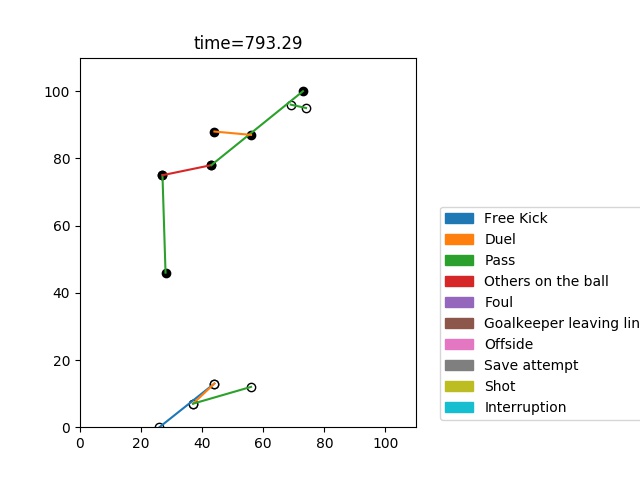 time=793.29
100
80
60
40
20
0
0 20 40 60 80 100
Free Kick
Duel
Pass
Others on the ball
Foul
Goalkeeper leaving lin
Offside
Save attempt
Shot
Interruption